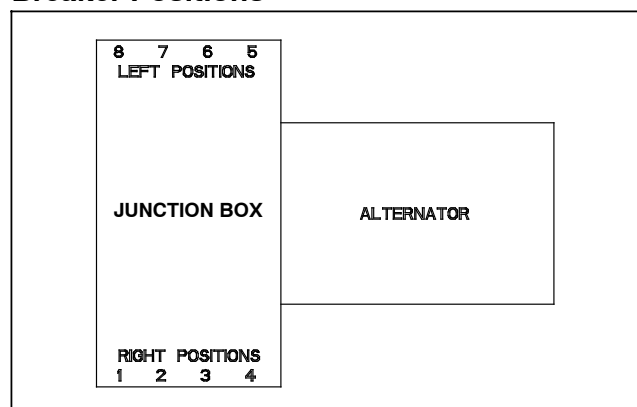 Breaker Positions
8 7 6 5
LEFT POSITIONS
JUNCTION BOX
ALTERNATOR
RIGHT POSITIONS
1 2 3 4